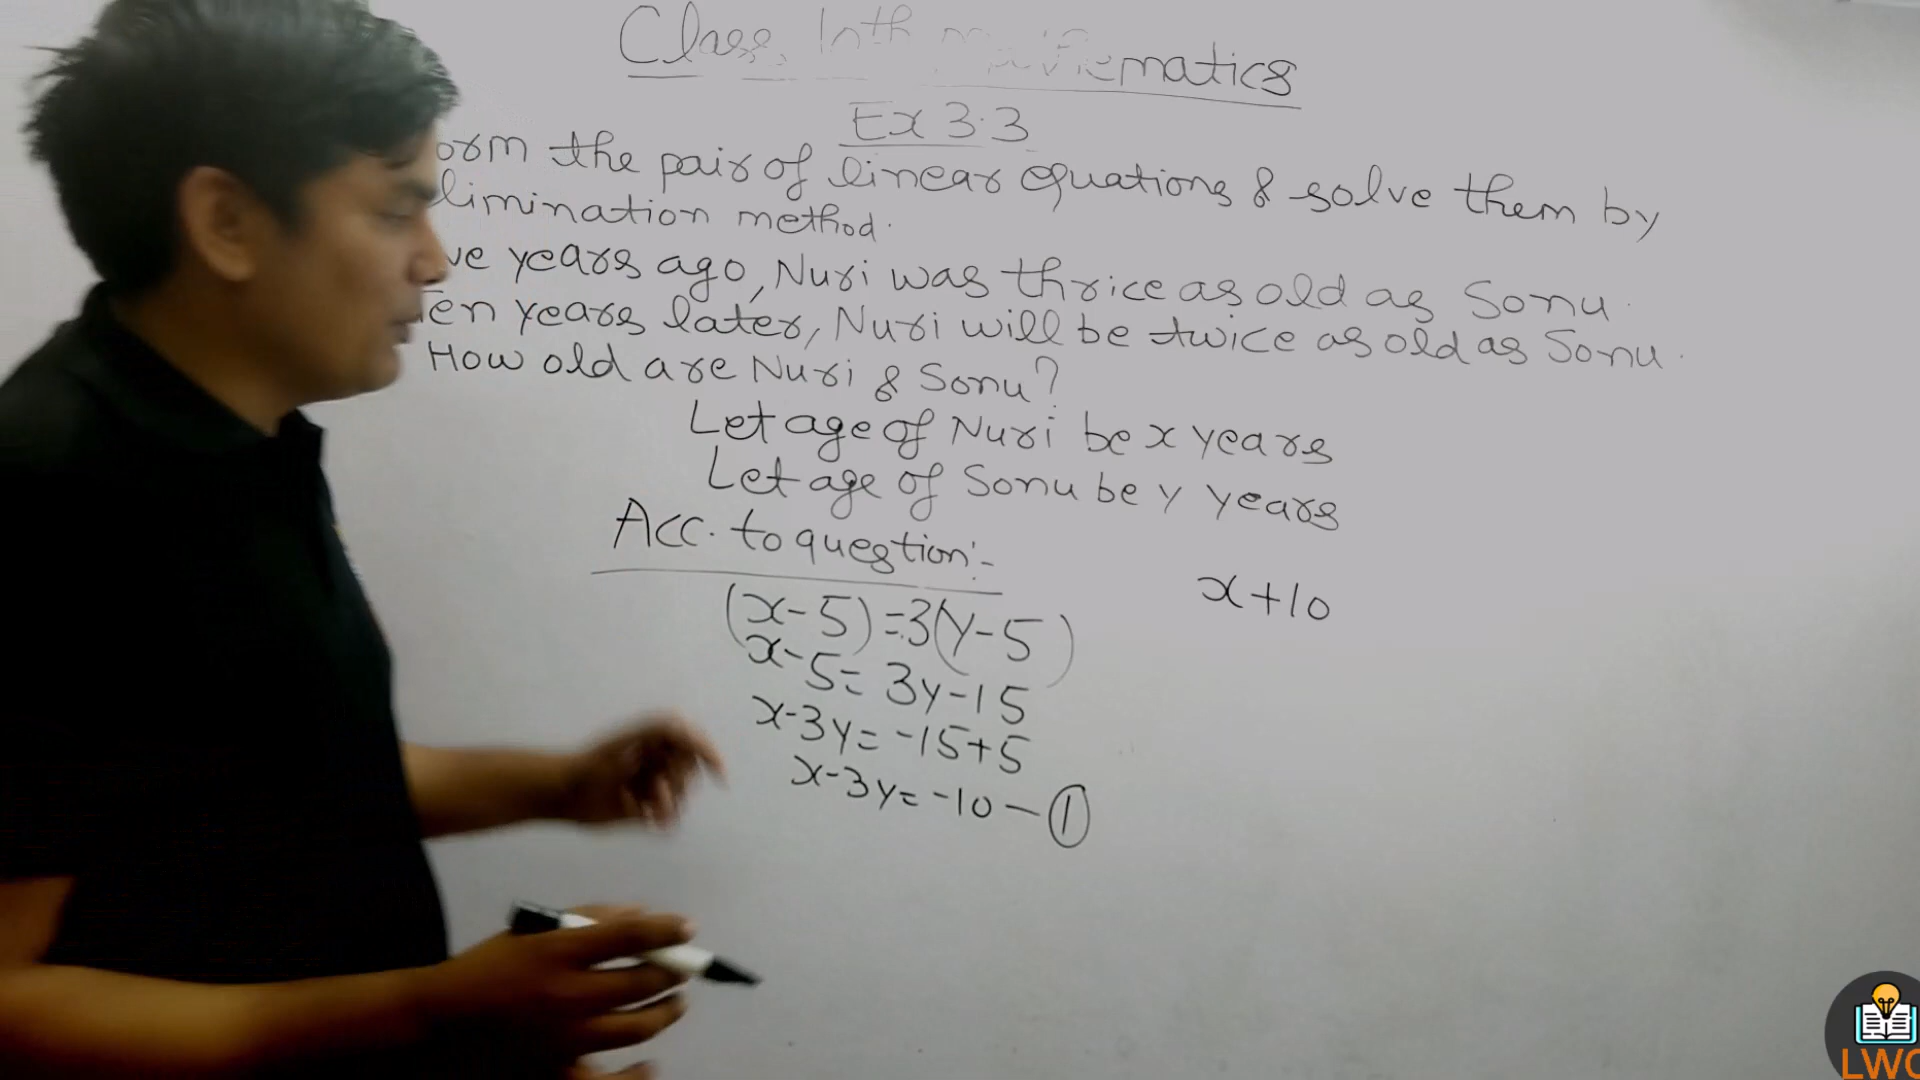 Class 10th mathematics
Ex 3.3
orm the pair of linear equations & solve them by
limination method.
ve years ago, Nuri was thrice as old as Sonu.
Ten years later, Nuri will be twice as old as Sonu.
How old are Nuri & Sonu?
Let age of Nuri be x years
Let age of Sonu be y years
Acc. to question:-
(x-5)=3(y-5)
x+10
x-5=3y-15
x-3y=-15+5
x-3y=-10-①
LWC